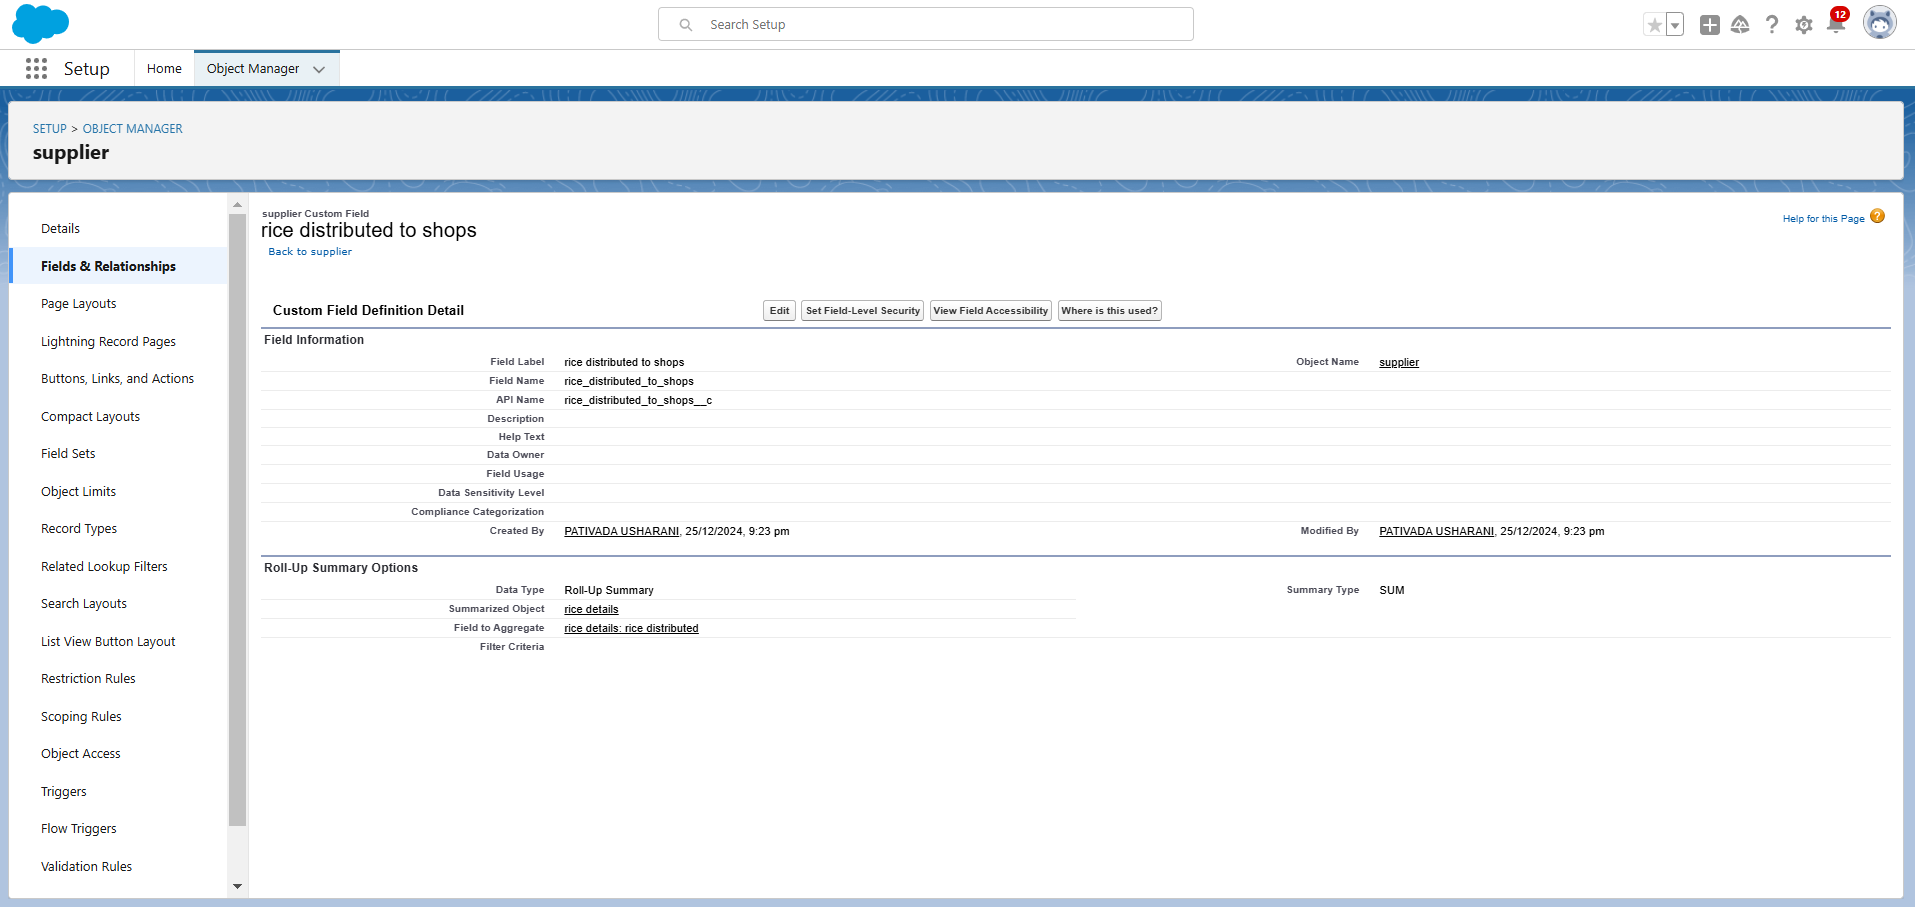 Search Setup
12
Setup
Home
Object Manager
SETUP > OBJECT MANAGER
supplier
Details
Fields & Relationships
Page Layouts
Lightning Record Pages
Buttons, Links, and Actions
Compact Layouts
Field Sets
Object Limits
Record Types
Related Lookup Filters
Search Layouts
List View Button Layout
Restriction Rules
Scoping Rules
Object Access
Triggers
Flow Triggers
Validation Rules
supplier Custom Field
rice distributed to shops
Back to supplier
Help for this Page ?
Custom Field Definition Detail Edit Set Field-Level Security View Field Accessibility Where is this used?
Field Information
Field Label rice distributed to shops Object Name supplier
Field Name rice_distributed_to_shops
API Name rice_distributed_to_shops__c
Description
Help Text
Data Owner
Field Usage
Data Sensitivity Level
Compliance Categorization
Created By PATIVADA USHARANI, 25/12/2024, 9:23 pm Modified By PATIVADA USHARANI, 25/12/2024, 9:23 pm
Roll-Up Summary Options
Data Type Roll-Up Summary Summary Type SUM
Summarized Object rice details
Field to Aggregate rice details: rice distributed
Filter Criteria